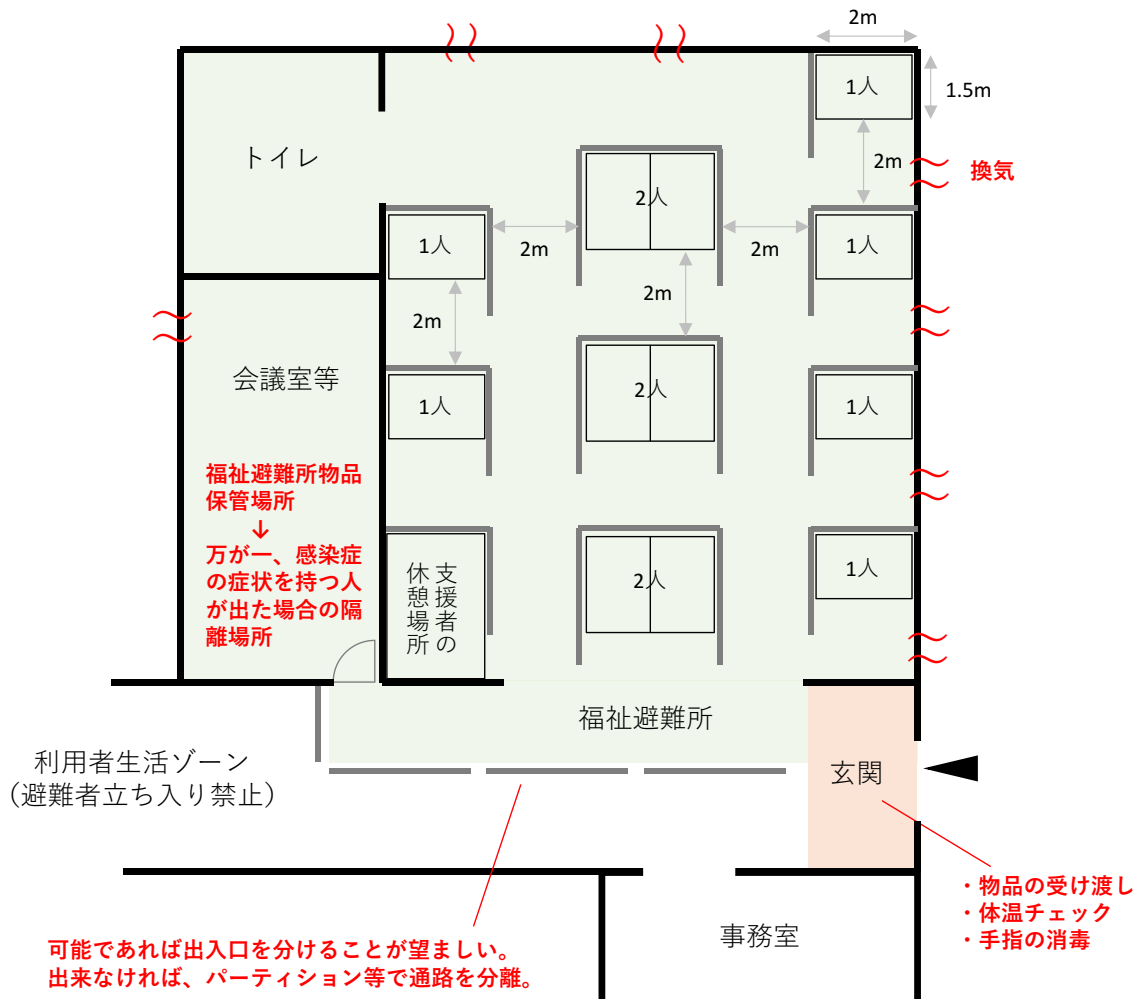 2m
1人
1.5m
トイレ
2m
換気
2人
1人
2m
2m
1人
2m
2m
会議室等
1人
2人
1人
福祉避難所物品
保管場所
↓
万が一、感染症
の症状を持つ人
が出た場合の隔
離場所
支援者の
休憩場所
2人
1人
福祉避難所
利用者生活ゾーン
(避難者立ち入り禁止)
玄関
・物品の受け渡し
・体温チェック
・手指の消毒
事務室
可能であれば出入口を分けることが望ましい。
出来なければ、パーティション等で通路を分離。